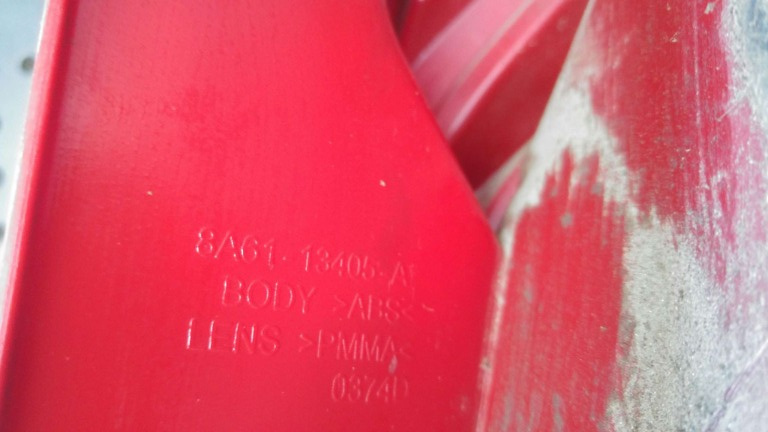 8A61-13405-A
BODY >ABS<
LENS >PMMA<
0374D